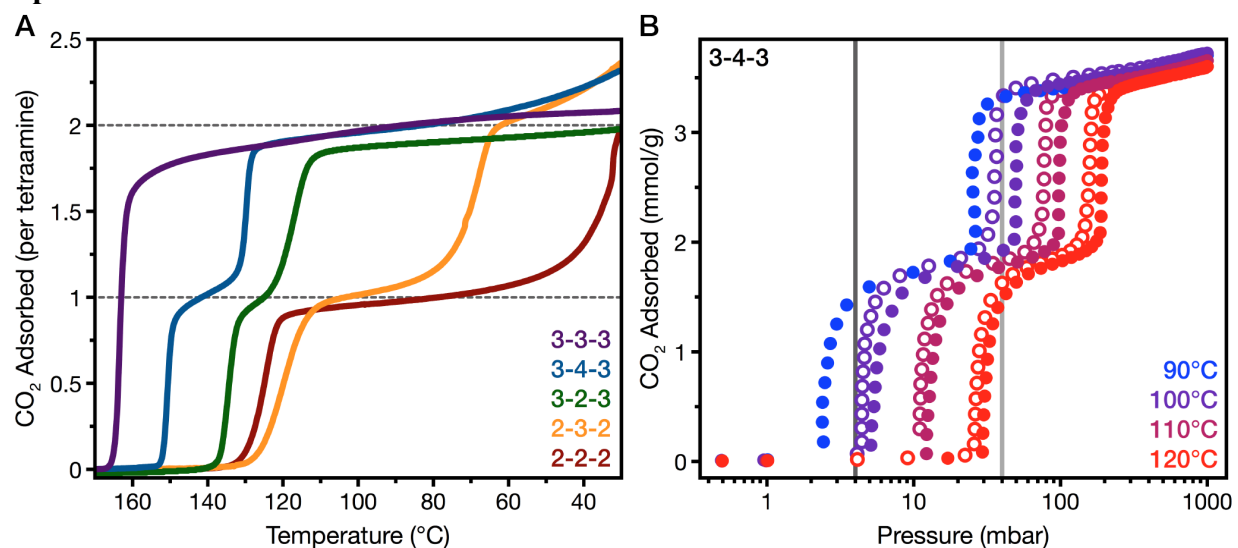 A
CO2 Adsorbed (per tetraamine)
2.5
2
1.5
1
0.5
0
160 140 120 100 80 60 40
Temperature (°C)
3-3-3
3-4-3
3-2-3
2-3-2
2-2-2
B
3-4-3
CO2 Adsorbed (mmol/g)
3
2
1
0
1 10 100 1000
Pressure (mbar)
90°C
100°C
110°C
120°C